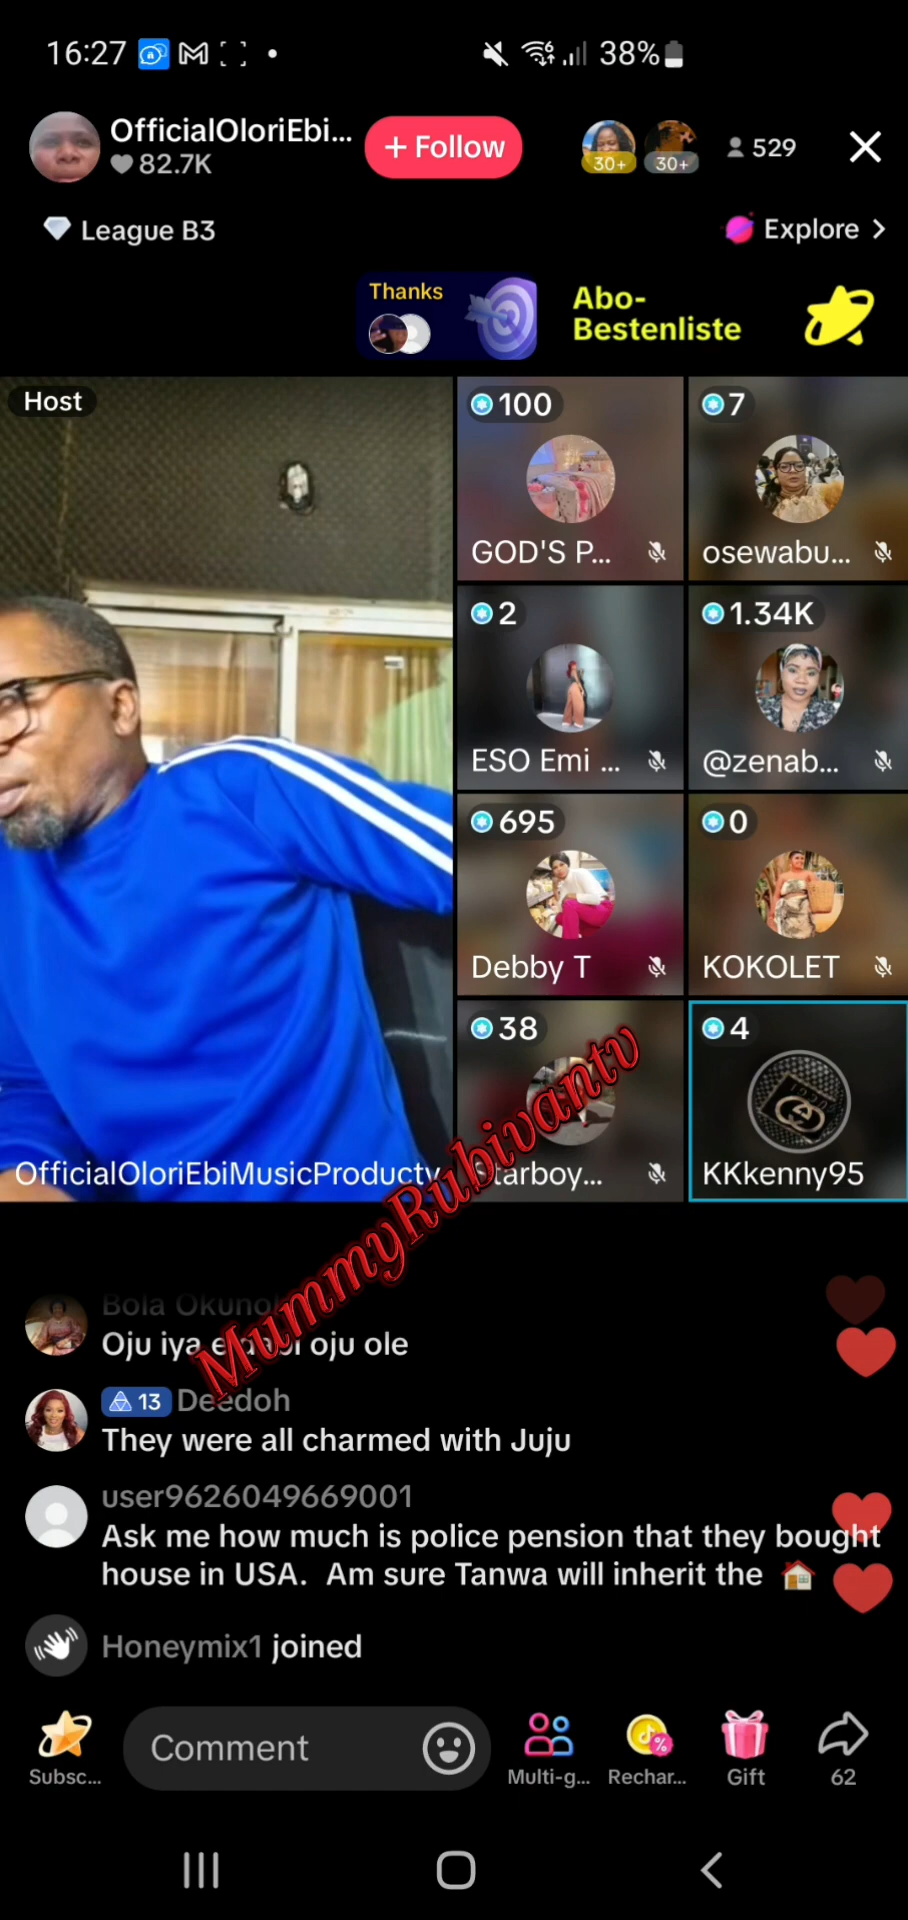 16:27
38%
OfficialOloriEbi...
82.7K
+ Follow
30+
30+
529
League B3
Explore
Thanks
Abo-
Bestenliste
Host
100
GOD'S P...
7
osewabu...
2
ESO Emi ...
1.34K
@zenab...
695
Debby T
0
KOKOLET
38
tarboy...
4
KKkenny95
OfficialOloriEbiMusicProductv
MummyRubivantv
Bola
Oju iya oju ole
13 Deedoh
They were all charmed with Juju
user9626049669001
Ask me how much is police pension that they bought
house in USA. Am sure Tanwa will inherit the
Honeymix1 joined
Subsc...
Comment
Multi-g...
Rechar...
Gift
62